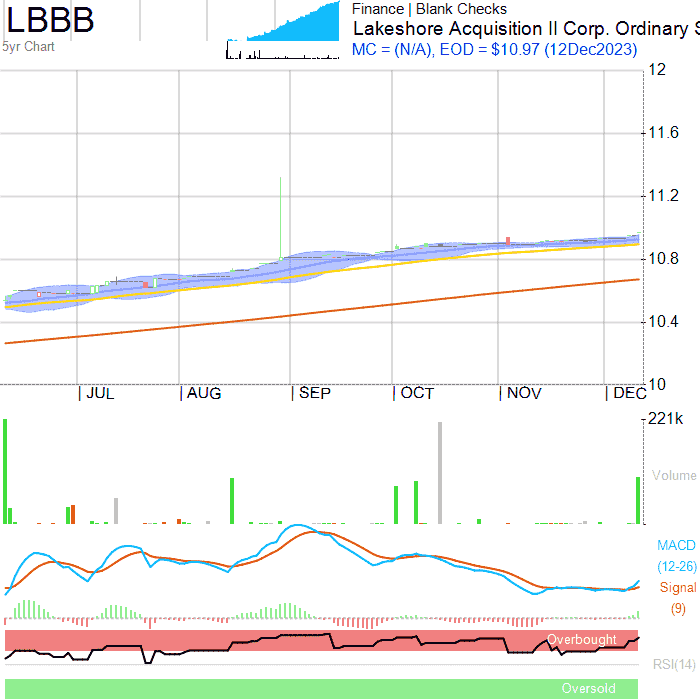 LBBB
5yr Chart
Finance | Blank Checks
Lakeshore Acquisition II Corp. Ordinary S
MC = (N/A), EOD = $10.97 (12Dec2023)
12
11.6
11.2
10.8
10.4
10
JUL
AUG
SEP
OCT
NOV
DEC
221k
Volume
MACD
(12-26)
Signal
(9)
Overbought
RSI(14)
Oversold